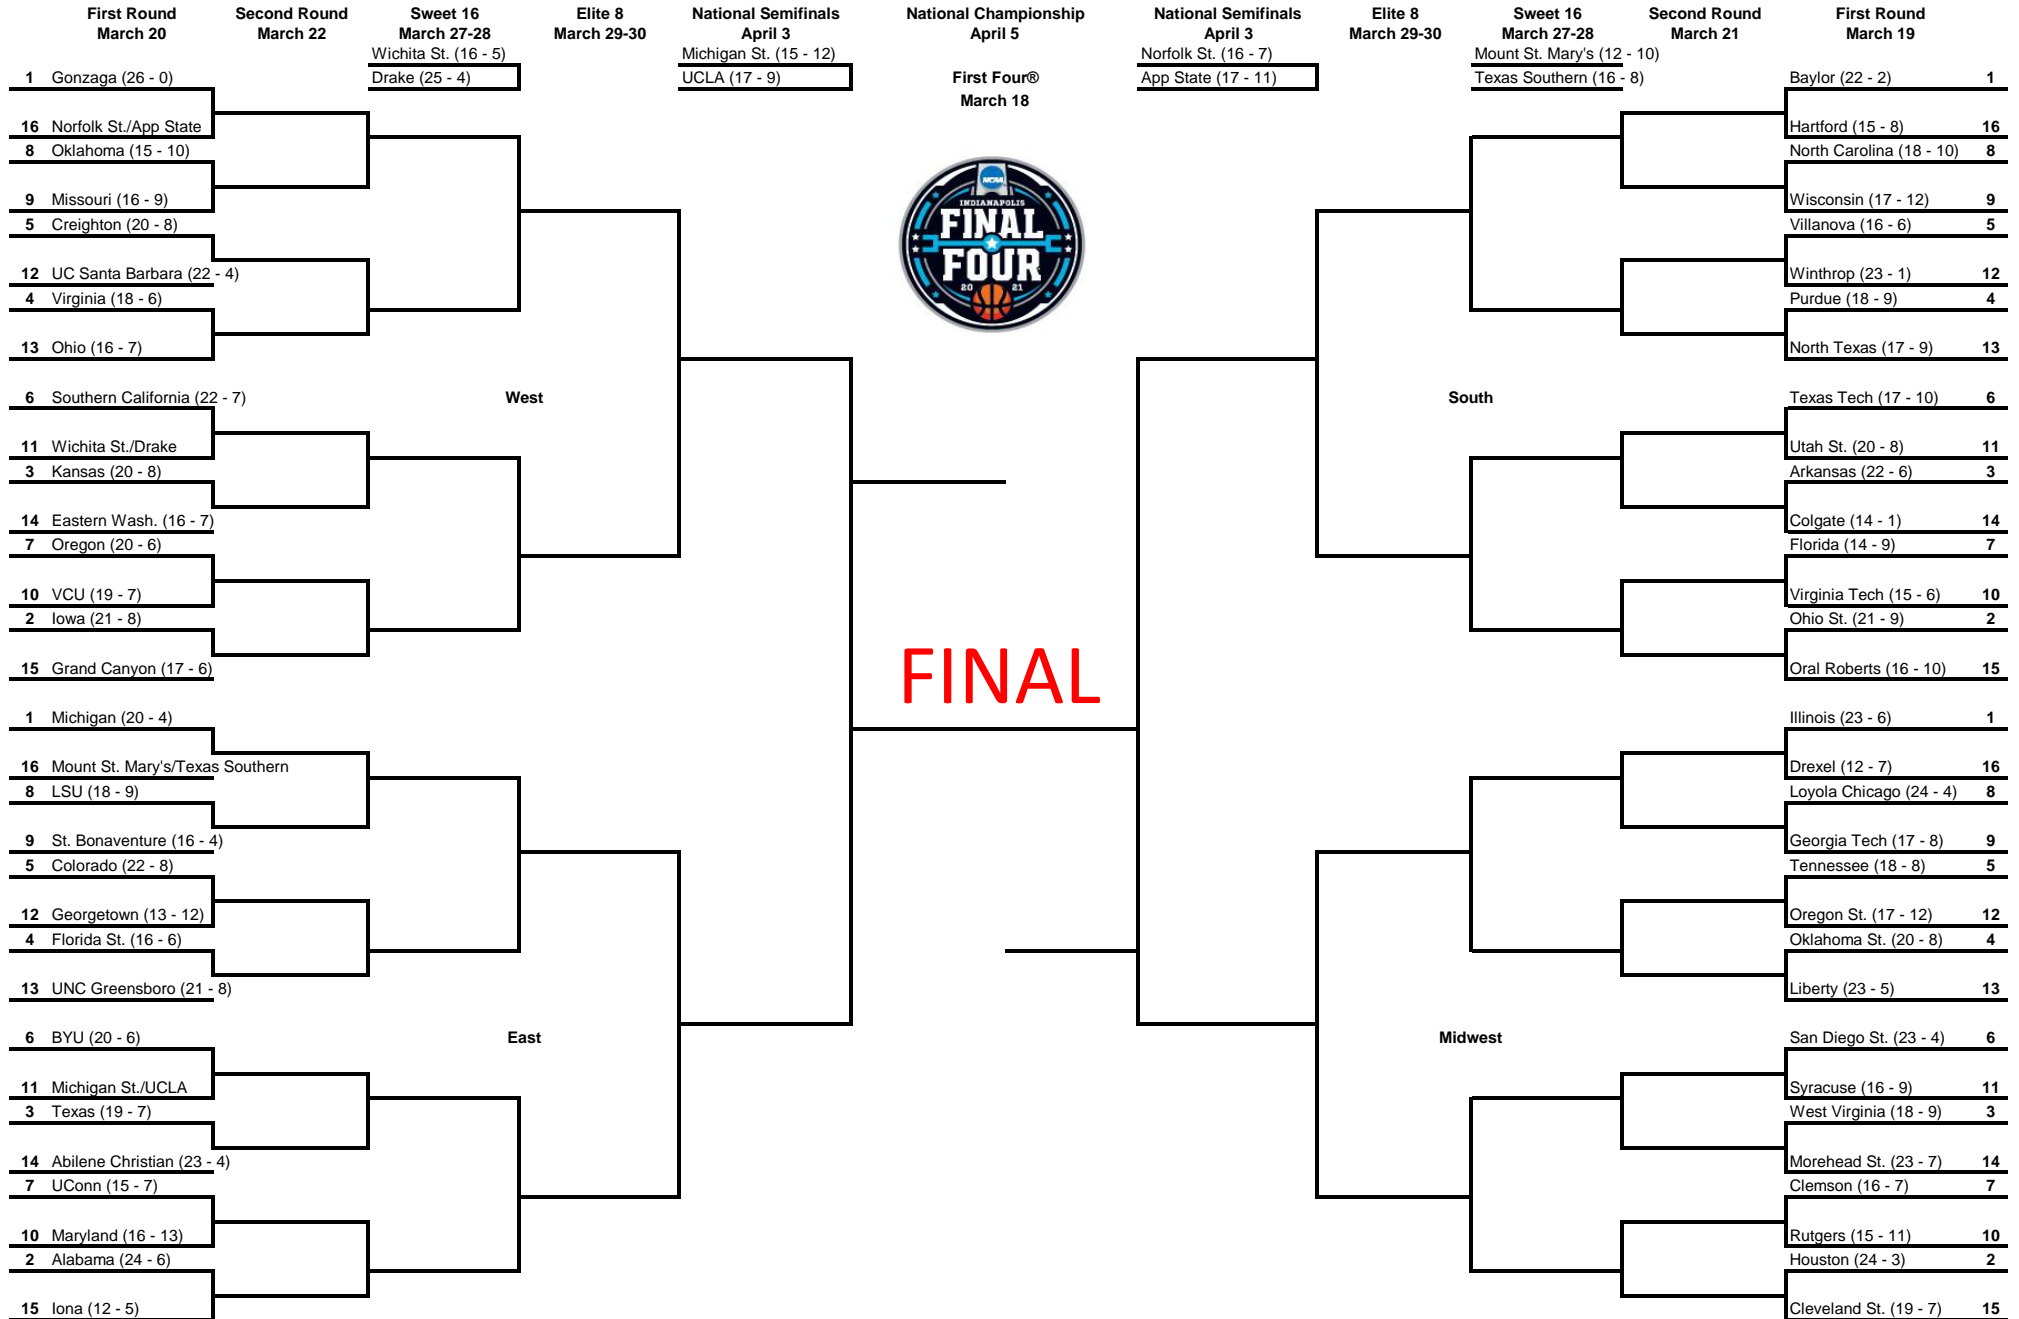 First Round Second Round Sweet 16 Elite 8 National Semifinals National Championship National Semifinals Elite 8 Sweet 16 Second Round First Round
March 20 March 22 March 27-28 March 29-30 April 3 April 5 April 3 March 29-30 March 27-28 March 21 March 19
Wichita St. (16 - 5) Michigan St. (15 - 12) Norfolk St. (16 - 7) Mount St. Mary's (12 - 10)
1 Gonzaga (26 - 0) Drake (25 - 4) UCLA (17 - 9) First Four® App State (17 - 11) Texas Southern (16 - 8) Baylor (22 - 2) 1
March 18
16 Norfolk St./App State Hartford (15 - 8) 16
8 Oklahoma (15 - 10) North Carolina (18 - 10) 8
NCAA
9 Missouri (16 - 9) INDIANAPOLIS Wisconsin (17 - 12) 9
5 Creighton (20 - 8) FINAL Villanova (16 - 6) 5
12 UC Santa Barbara (22 - 4) FOUR Winthrop (23 - 1) 12
20 21
4 Virginia (18 - 6) Purdue (18 - 9) 4
13 Ohio (16 - 7) North Texas (17 - 9) 13
6 Southern California (22 - 7) West South Texas Tech (17 - 10) 6
11 Wichita St./Drake Utah St. (20 - 8) 11
3 Kansas (20 - 8) Arkansas (22 - 6) 3
14 Eastern Wash. (16 - 7) Colgate (14 - 1) 14
7 Oregon (20 - 6) Florida (14 - 9) 7
10 VCU (19 - 7) Virginia Tech (15 - 6) 10
2 Iowa (21 - 8) Ohio St. (21 - 9) 2
15 Grand Canyon (17 - 6) FINAL Oral Roberts (16 - 10) 15
1 Michigan (20 - 4) Illinois (23 - 6) 1
16 Mount St. Mary's/Texas Southern Drexel (12 - 7) 16
8 LSU (18 - 9) Loyola Chicago (24 - 4) 8
9 St. Bonaventure (16 - 4) Georgia Tech (17 - 8) 9
5 Colorado (22 - 8) Tennessee (18 - 8) 5
12 Georgetown (13 - 12) Oregon St. (17 - 12) 12
4 Florida St. (16 - 6) Oklahoma St. (20 - 8) 4
13 UNC Greensboro (21 - 8) Liberty (23 - 5) 13
6 BYU (20 - 6) East Midwest San Diego St. (23 - 4) 6
11 Michigan St./UCLA Syracuse (16 - 9) 11
3 Texas (19 - 7) West Virginia (18 - 9) 3
14 Abilene Christian (23 - 4) Morehead St. (23 - 7) 14
7 UConn (15 - 7) Clemson (16 - 7) 7
10 Maryland (16 - 13) Rutgers (15 - 11) 10
2 Alabama (24 - 6) Houston (24 - 3) 2
15 Iona (12 - 5) Cleveland St. (19 - 7) 15